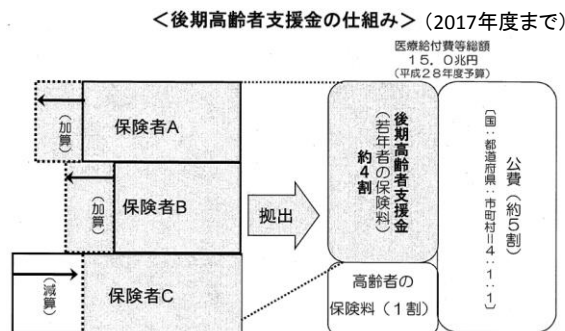 ＜後期高齢者支援金の仕組み＞（2017年度まで）
医療給付費等総額
１５．０兆円
（平成２８年度予算）
（加算）
保険者A
（加算）
保険者B
（減算）
保険者C
拠出
後期高齢者支援金
（若年者の保険料）
約４割
高齢者の
保険料（１割）
公費（約５割）
〔国：都道府県：市町村＝４：１：１〕